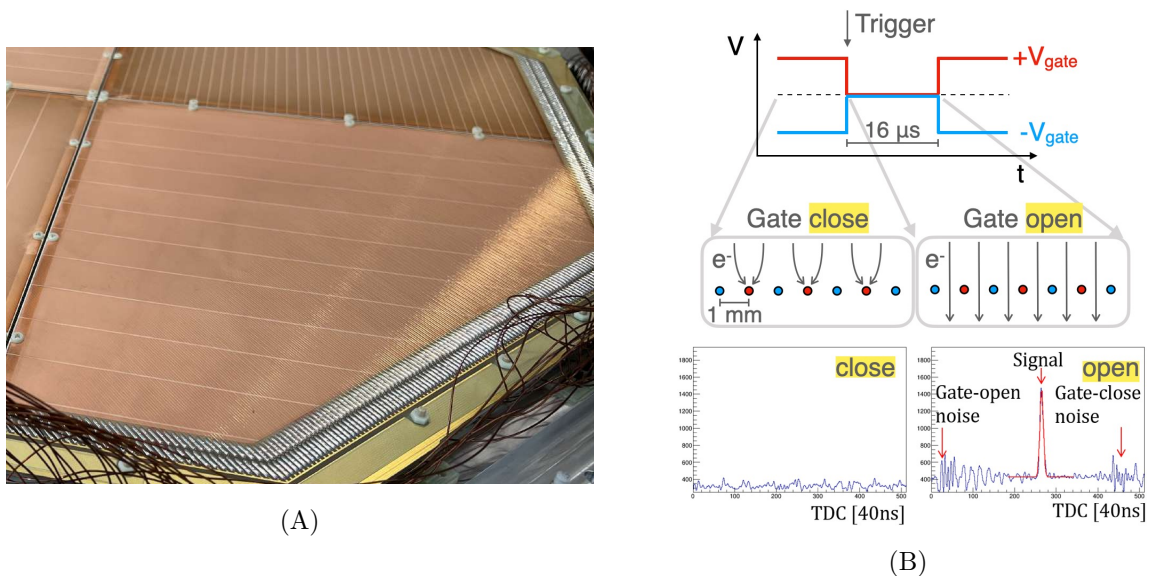 Trigger
V
+Vgate
16 μs
-Vgate
t
Gate close
Gate open
e-
e-
1 mm
1800
1600
1400
1200
1000
800
600
400
0
100
200
300
400
500
close
TDC [40ns]
1800
1600
1400
1200
1000
800
600
400
0
100
200
300
400
500
Signal
open
Gate-open
noise
Gate-close
noise
TDC [40ns]
(A)
(B)